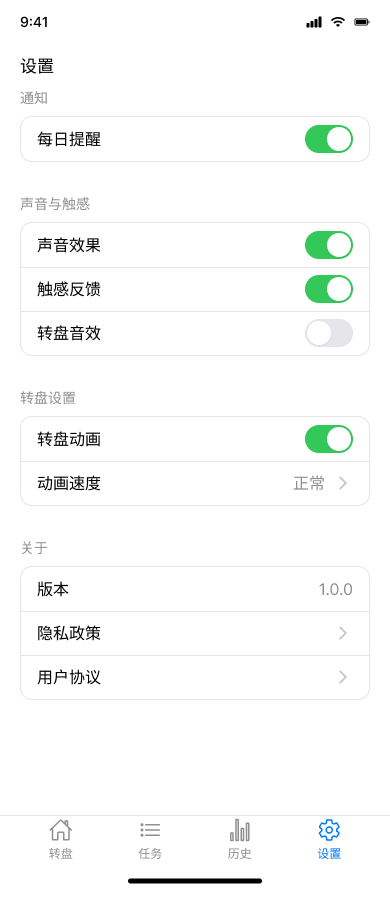 9:41
设置
通知
每日提醒
声音与触感
声音效果
触感反馈
转盘音效
转盘设置
转盘动画
动画速度 正常
关于
版本 1.0.0
隐私政策
用户协议
转盘 任务 历史 设置